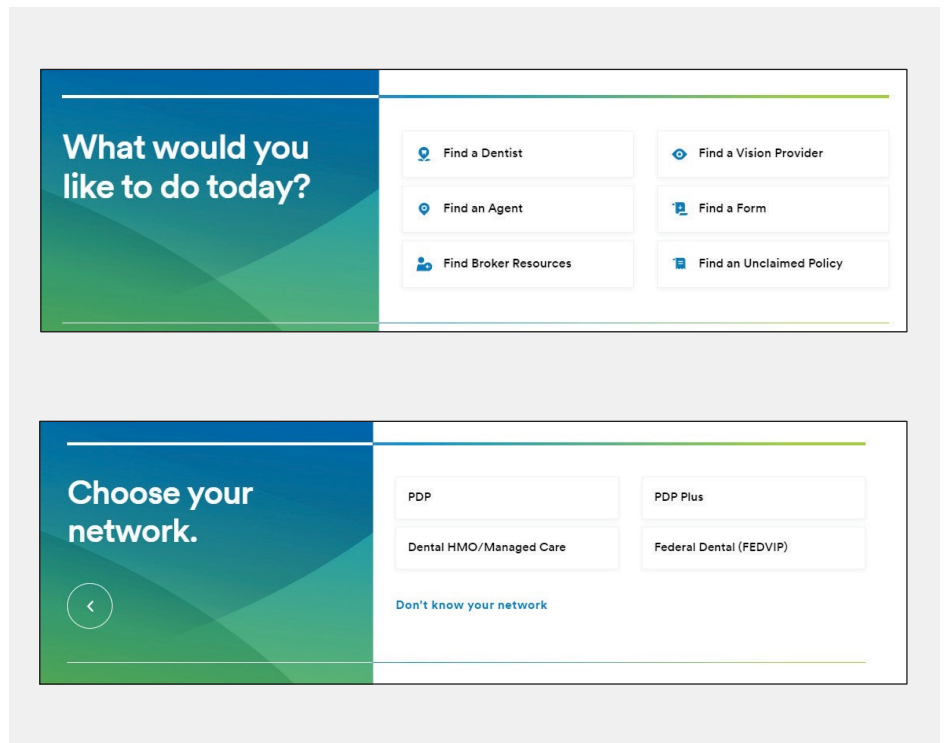 What would you
like to do today?
Find a Dentist
Find a Vision Provider
Find an Agent
Find a Form
Find Broker Resources
Find an Unclaimed Policy
Choose your
network.
PDP
PDP Plus
Dental HMO/Managed Care
Federal Dental (FEDVIP)
Don't know your network